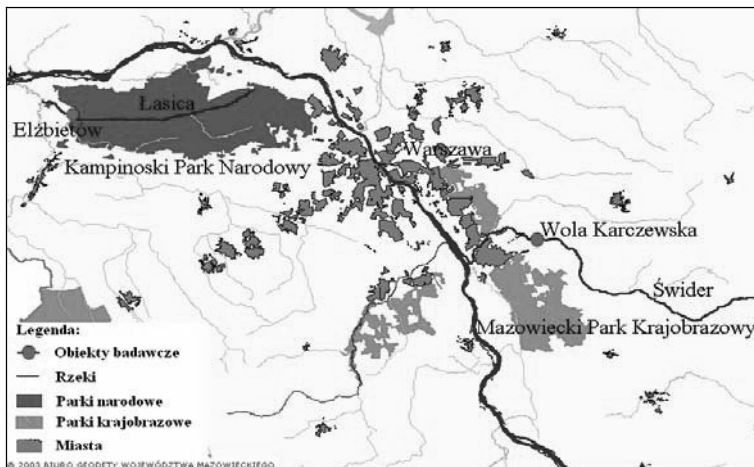 Łasica
Elżbietów
Warszawa
Kampinoski Park Narodowy
Wola Karczewska
Świder
Mazowiecki Park Krajobrazowy
Legenda:
Obiekty badawcze
Rzeki
Parki narodowe
Parki krajobrazowe
Miasta
© 2003 BIURO GEODETY WOJEWÓDZTWA MAZOWIECKIEGO